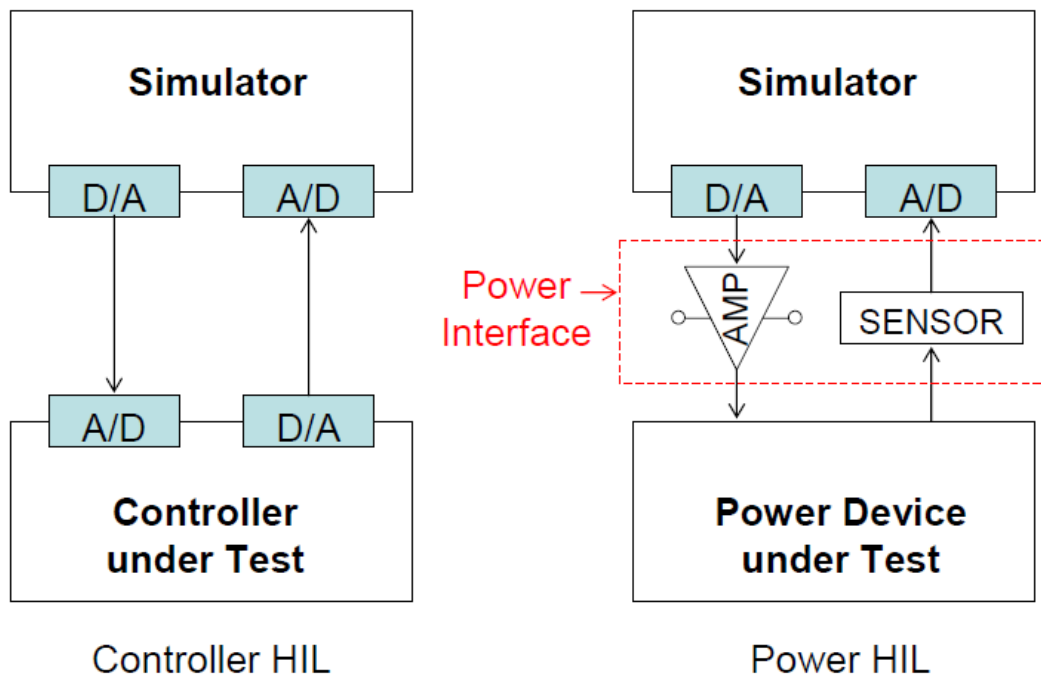 Simulator
D/A
A/D
A/D
D/A
Controller
under Test
Controller HIL
Simulator
D/A
A/D
Power
Interface
AMP
SENSOR
Power Device
under Test
Power HIL